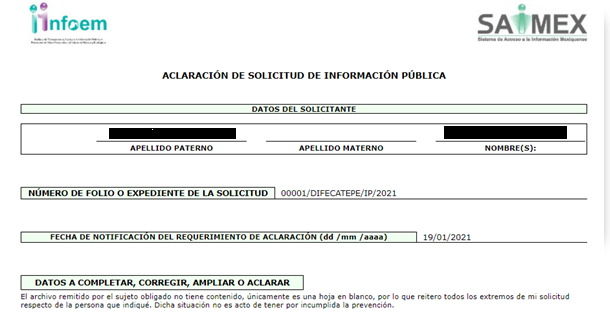 infoem
SAIMEX
Sistema de Acceso a la Información Mexiquense
ACLARACIÓN DE SOLICITUD DE INFORMACIÓN PÚBLICA
DATOS DEL SOLICITANTE
APELLIDO PATERNO APELLIDO MATERNO NOMBRE(S):
NÚMERO DE FOLIO O EXPEDIENTE DE LA SOLICITUD 00001/DIFECATEPE/IP/2021
FECHA DE NOTIFICACIÓN DEL REQUERIMIENTO DE ACLARACIÓN (dd /mm /aaaa) 19/01/2021
DATOS A COMPLETAR, CORREGIR, AMPLIAR O ACLARAR
El archivo remitido por el sujeto obligado no tiene contenido, únicamente es una hoja en blanco, por lo que reitero todos los extremos de mi solicitud
respecto de la persona que indiqué. Dicha situación no es acto de tener por incumplida la prevención.